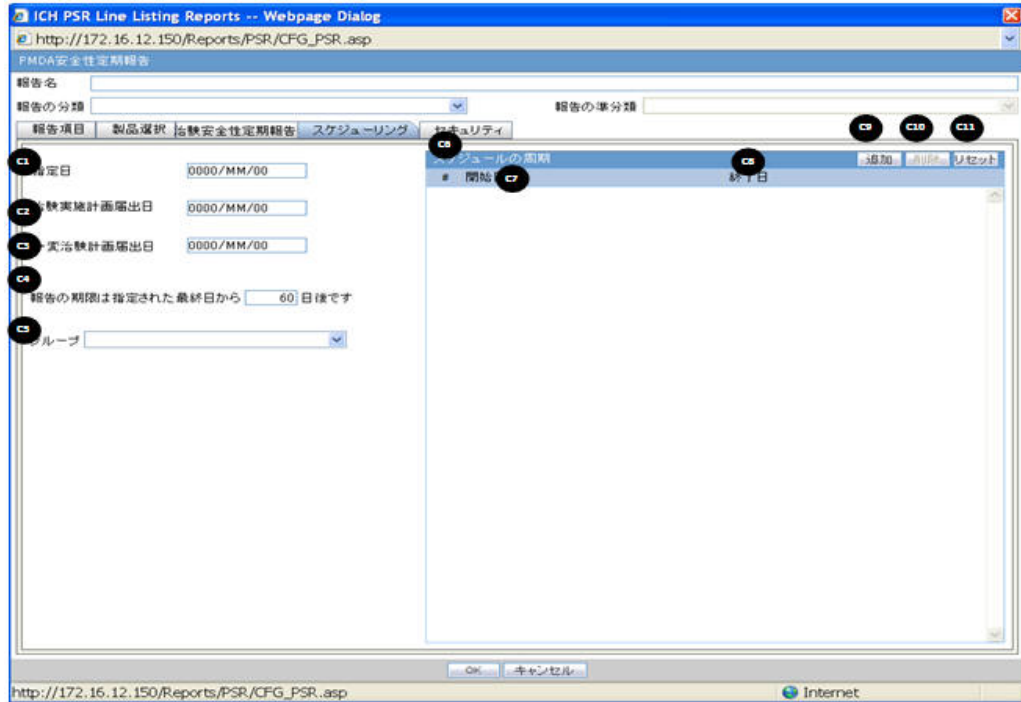 ICH PSR Line Listing Reports -- Webpage Dialog
http://172.16.12.150/Reports/PSR/CFG_PSR.asp
PMDA安全性定期報告
報告名
報告の分類 報告の準分類
報告項目 製品選択 治験安全性定期報告 スケジューリング セキュリティ
C9 C10 C11
C6
スケジュールの周期 C8 追加 削除 リセット
# 開始 C7 終了日
C1
指定日 0000/MM/00
C2
治験実施計画届出日 0000/MM/00
C3 変治験計画届出日 0000/MM/00
C4
報告の期限は指定された最終日から 60 日後です
C5
グループ
OK キャンセル
http://172.16.12.150/Reports/PSR/CFG_PSR.asp Internet